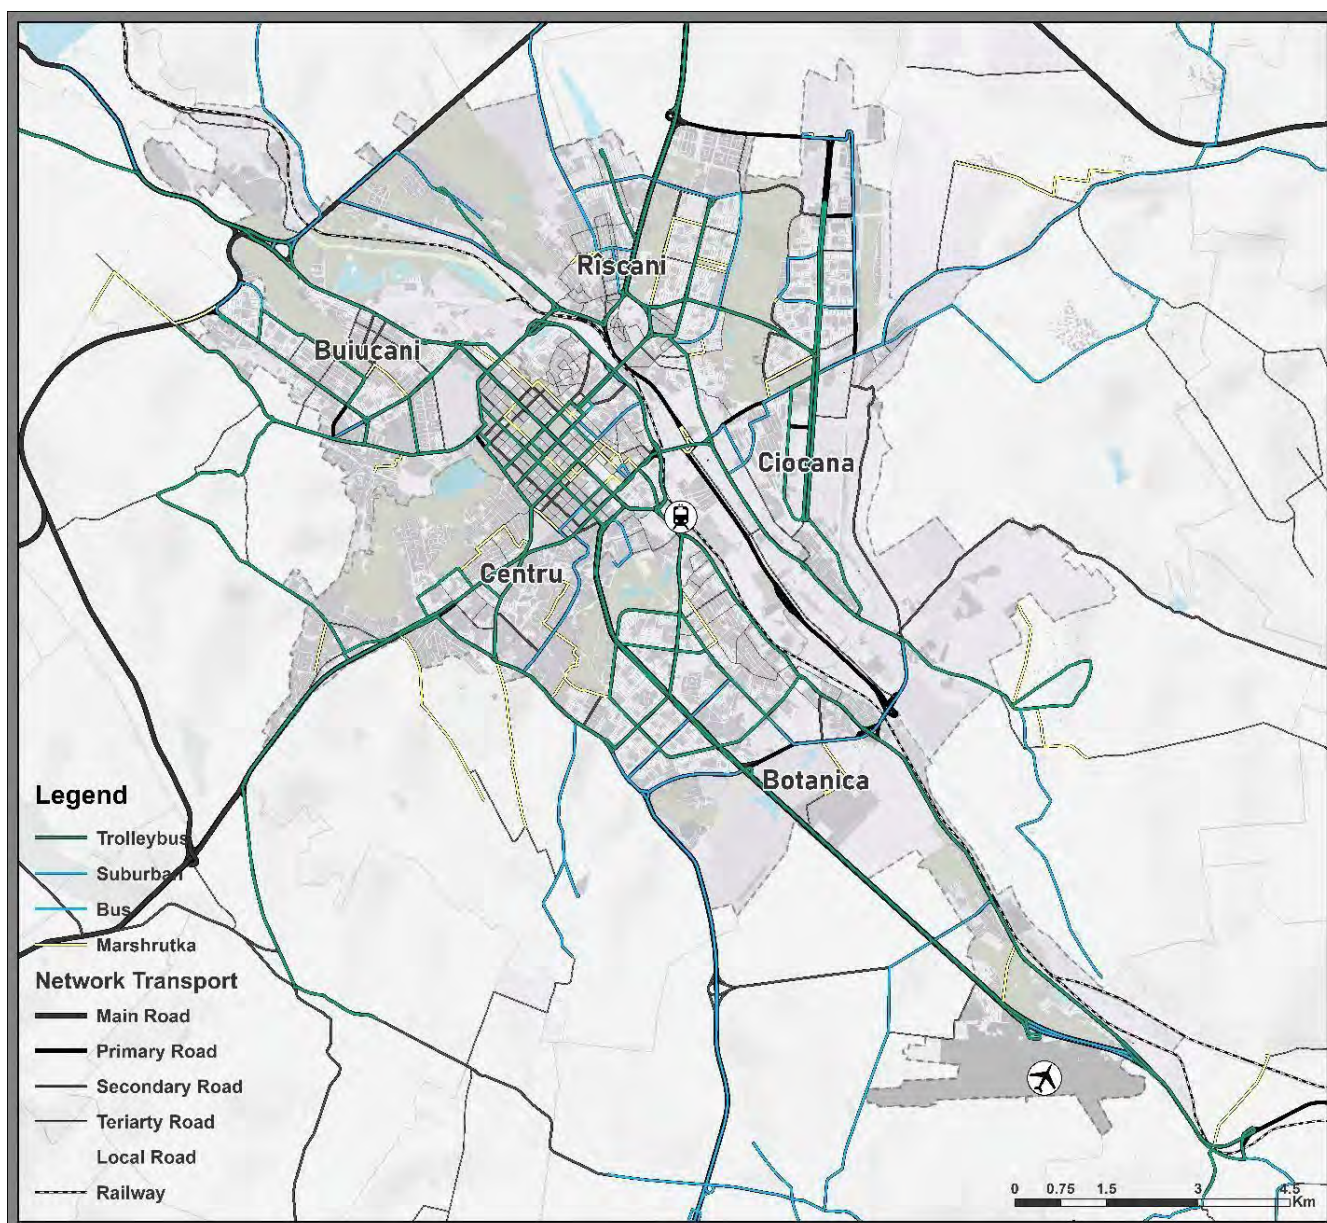 Riscani
Buiucani
Ciocana
Centru
Botanica
Legend
Trolleybus
Suburban
Bus
Marshrutka
Network Transport
Main Road
Primary Road
Secondary Road
Teriarty Road
Local Road
Railway
0 0.75 1.5 3 4.5
Km